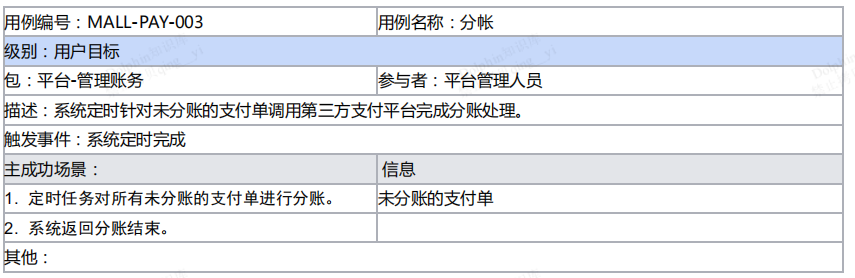 用例编号：MALL-PAY-003 用例名称：分帐
级别：用户目标
包：平台-管理账务 参与者：平台管理人员
描述：系统定时针对未分账的支付单调用第三方支付平台完成分账处理。
触发事件：系统定时完成
主成功场景： 信息
1. 定时任务对所有未分账的支付单进行分账。 未分账的支付单
2. 系统返回分账结束。
其他：